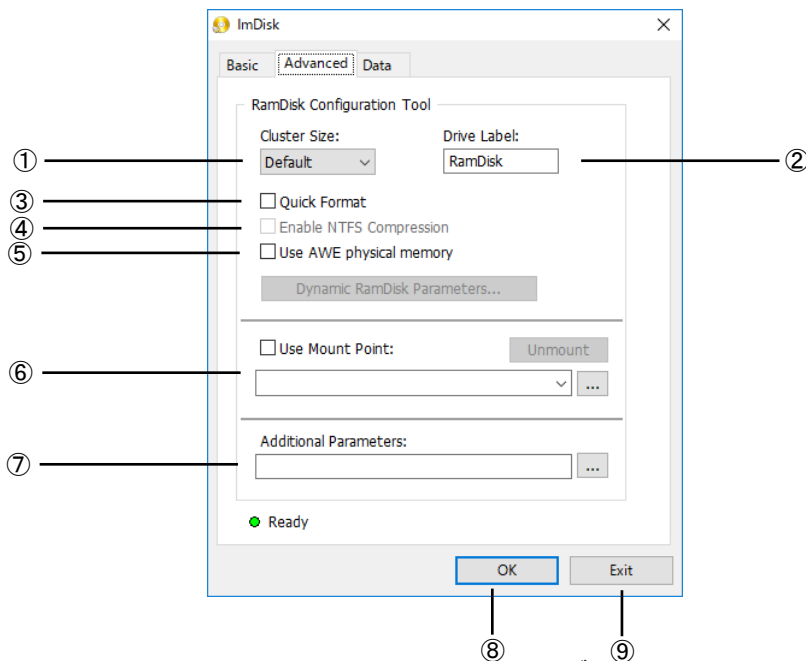 ImDisk
Basic Advanced Data
RamDisk Configuration Tool
Cluster Size: Drive Label:
① Default RamDisk ②
③ Quick Format
④ Enable NTFS Compression
⑤ Use AWE physical memory
Dynamic RamDisk Parameters...
Use Mount Point: Unmount
⑥ ...
Additional Parameters:
⑦ ...
Ready
OK Exit
⑧ ⑨